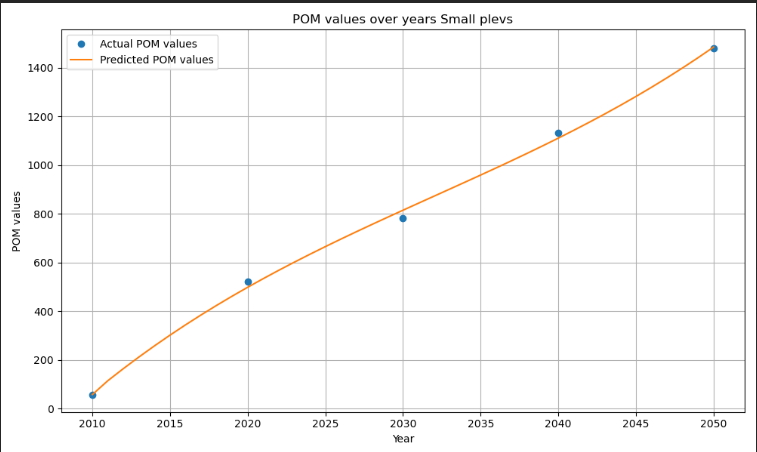 POM values over years Small plevs
Actual POM values
Predicted POM values
1400
1200
1000
800
600
400
200
0
POM values
2010 2015 2020 2025 2030 2035 2040 2045 2050
Year